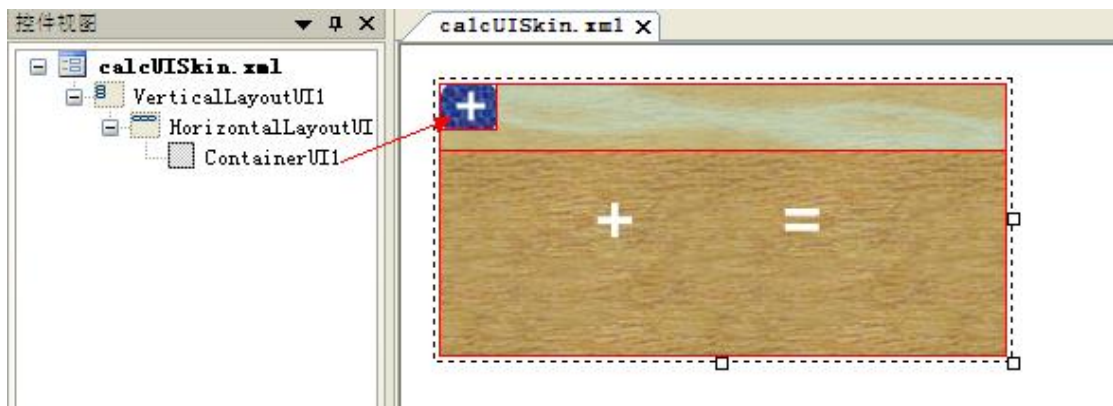 控件视图
calcUISkin.xml
calcUISkin.xml
VerticalLayoutUI1
HorizontalLayoutUI
ContainerUI1
+
+ =